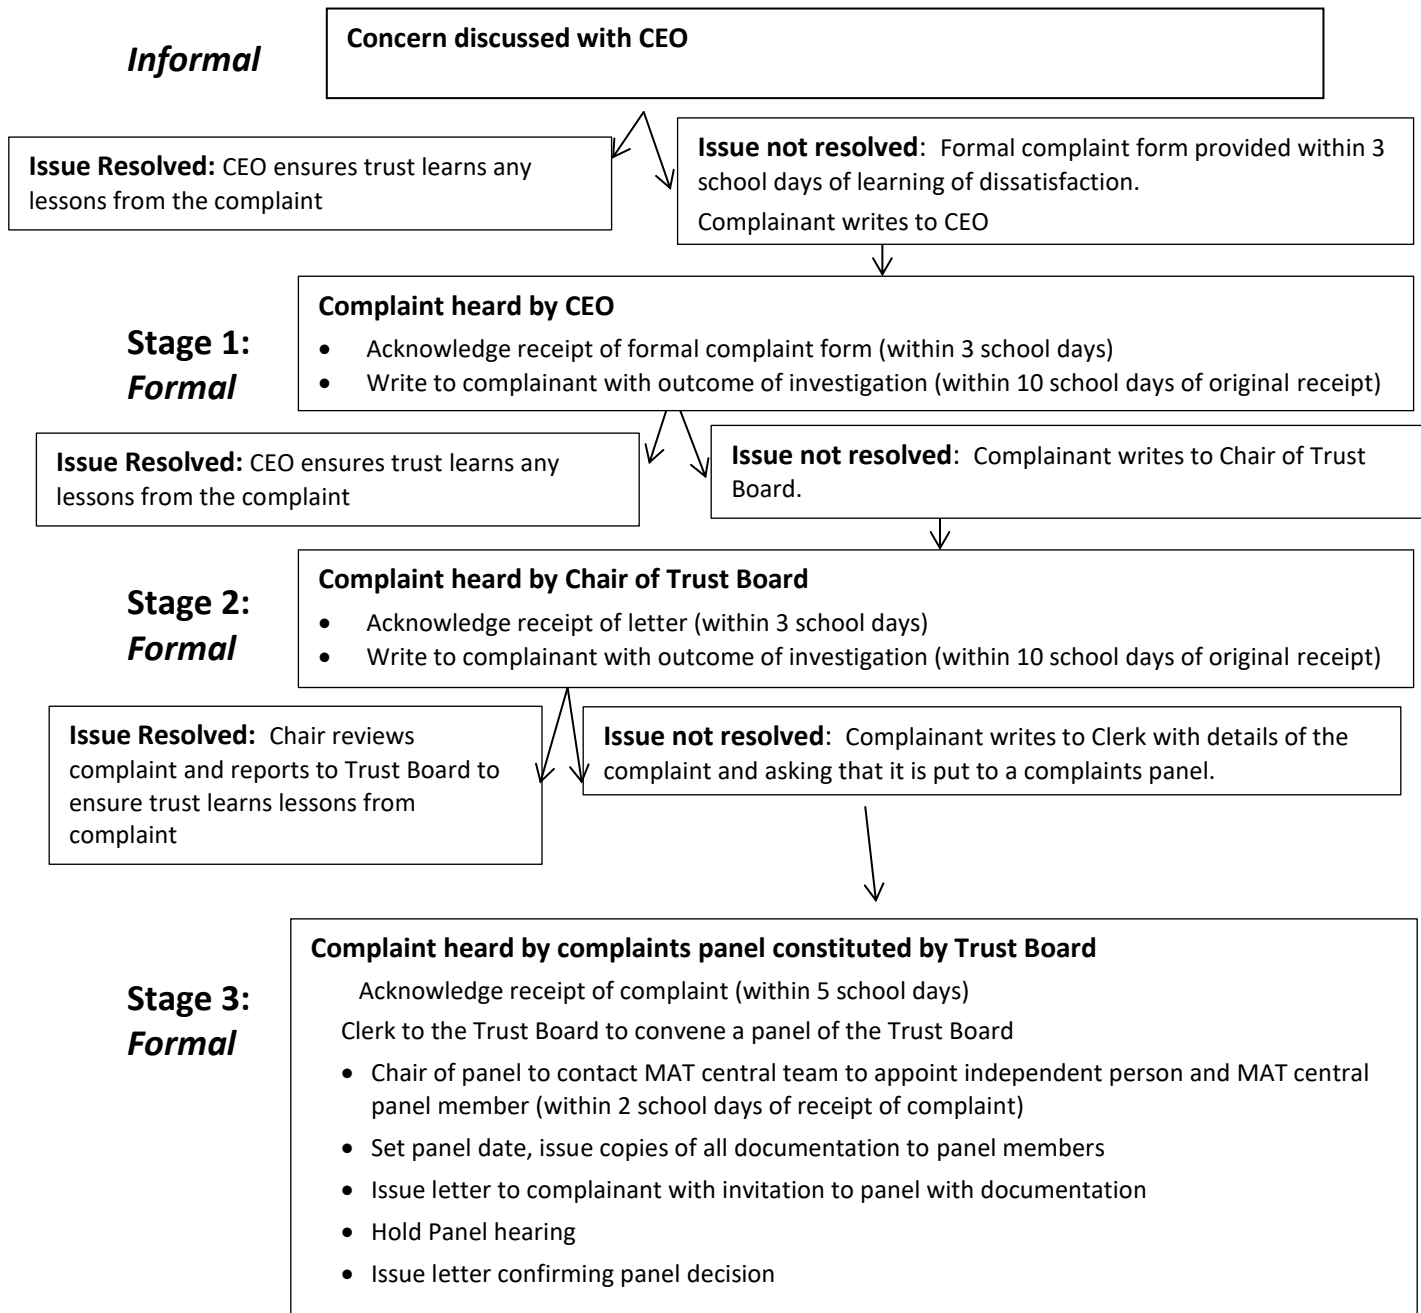 Informal
Concern discussed with CEO
Issue Resolved: CEO ensures trust learns any
lessons from the complaint
Issue not resolved: Formal complaint form provided within 3
school days of learning of dissatisfaction.
Complainant writes to CEO
Stage 1:
Formal
Complaint heard by CEO
• Acknowledge receipt of formal complaint form (within 3 school days)
• Write to complainant with outcome of investigation (within 10 school days of original receipt)
Issue Resolved: CEO ensures trust learns any
lessons from the complaint
Issue not resolved: Complainant writes to Chair of Trust
Board.
Stage 2:
Formal
Complaint heard by Chair of Trust Board
• Acknowledge receipt of letter (within 3 school days)
• Write to complainant with outcome of investigation (within 10 school days of original receipt)
Issue Resolved: Chair reviews
complaint and reports to Trust Board to
ensure trust learns lessons from
complaint
Issue not resolved: Complainant writes to Clerk with details of the
complaint and asking that it is put to a complaints panel.
Stage 3:
Formal
Complaint heard by complaints panel constituted by Trust Board
Acknowledge receipt of complaint (within 5 school days)
Clerk to the Trust Board to convene a panel of the Trust Board
• Chair of panel to contact MAT central team to appoint independent person and MAT central
panel member (within 2 school days of receipt of complaint)
• Set panel date, issue copies of all documentation to panel members
• Issue letter to complainant with invitation to panel with documentation
• Hold Panel hearing
• Issue letter confirming panel decision